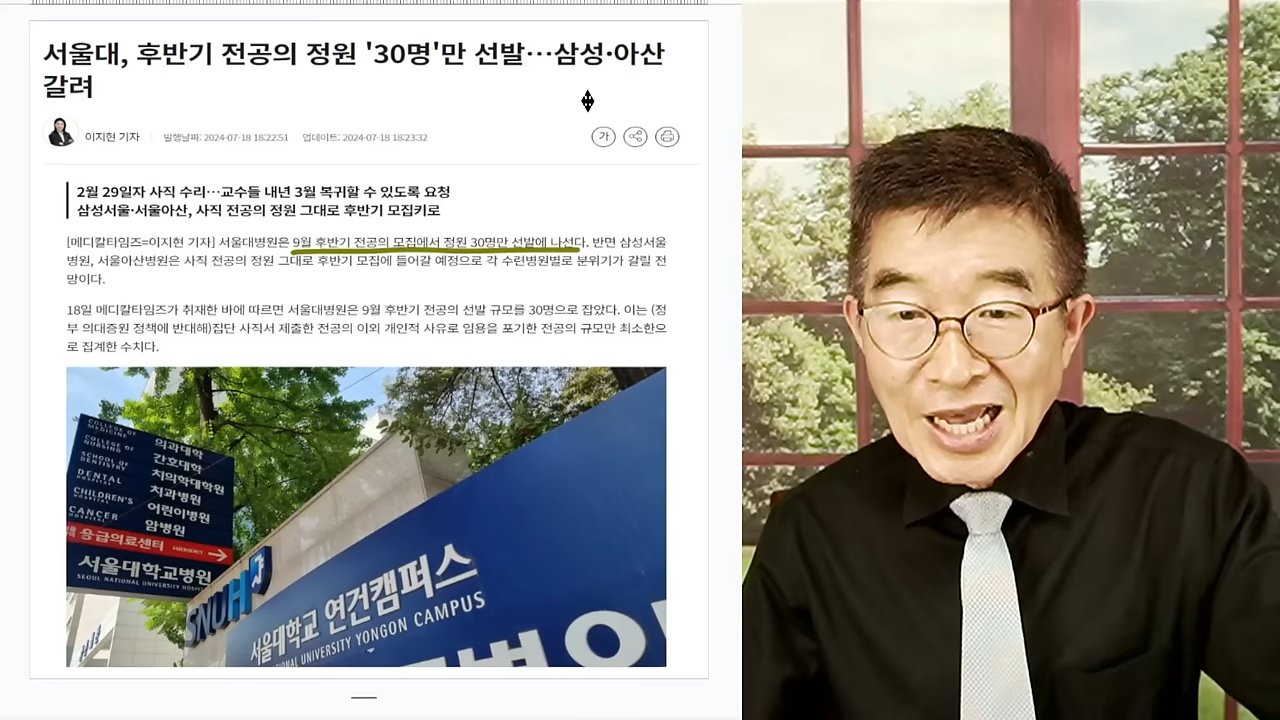 서울대, 후반기 전공의 정원 '30명'만 선발…삼성·아산
갈려
이지현 기자
발행날짜: 2024-07-18 18:22:51 업데이트: 2024-07-18 18:23:32
가
2월 29일자 사직 수리…교수들 내년 3월 복귀할 수 있도록 요청
삼성서울·서울아산, 사직 전공의 정원 그대로 후반기 모집키로
[메디칼타임즈=이지현 기자] 서울대병원은 9월 후반기 전공의 모집에서 정원 30명만 선발에 나선다. 반면 삼성서울
병원, 서울아산병원은 사직 전공의 정원 그대로 후반기 모집에 들어갈 예정으로 각 수련병원별로 분위기가 갈릴 전
망이다.
18일 메디칼타임즈가 취재한 바에 따르면 서울대병원은 9월 후반기 전공의 선발 규모를 30명으로 잡았다. 이는 (정
부 의대증원 정책에 반대해)집단 사직서 제출한 전공의 이외 개인적 사유로 임용을 포기한 전공의 규모만 최소한으
로 집계한 수치다.
COLLEGE OF MEDICINE 의과대학
COLLEGE OF NURSING 간호대학
SCHOOL OF DENTISTRY 치의학대학원
DENTAL HOSPITAL 치과병원
CHILDREN'S HOSPITAL 어린이병원
CANCER HOSPITAL 암병원
응급의료센터 EMERGENCY
서울대학교병원
SEOUL NATIONAL UNIVERSITY HOSPITAL
SNUH
서울대학교 연건캠퍼스
NATIONAL UNIVERSITY YONGON CAMPUS